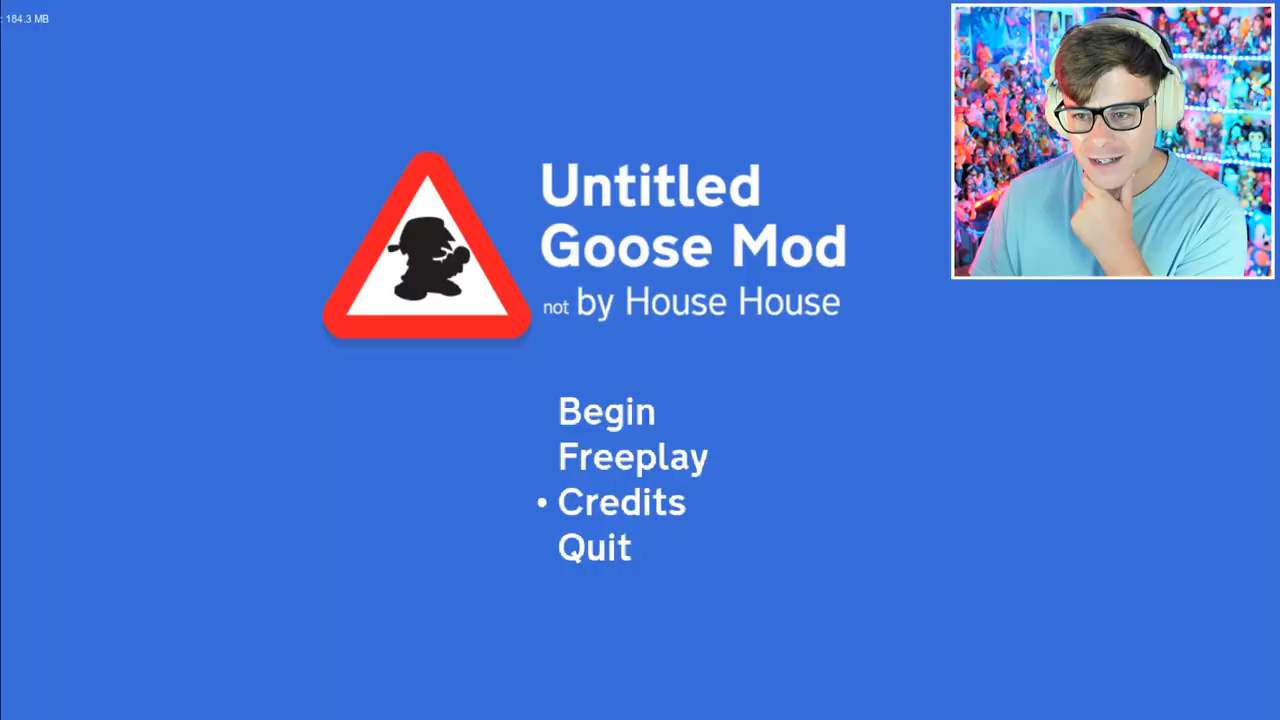 : 184.3 MB
Untitled
Goose Mod
not by House House
Begin
Freeplay
• Credits
Quit